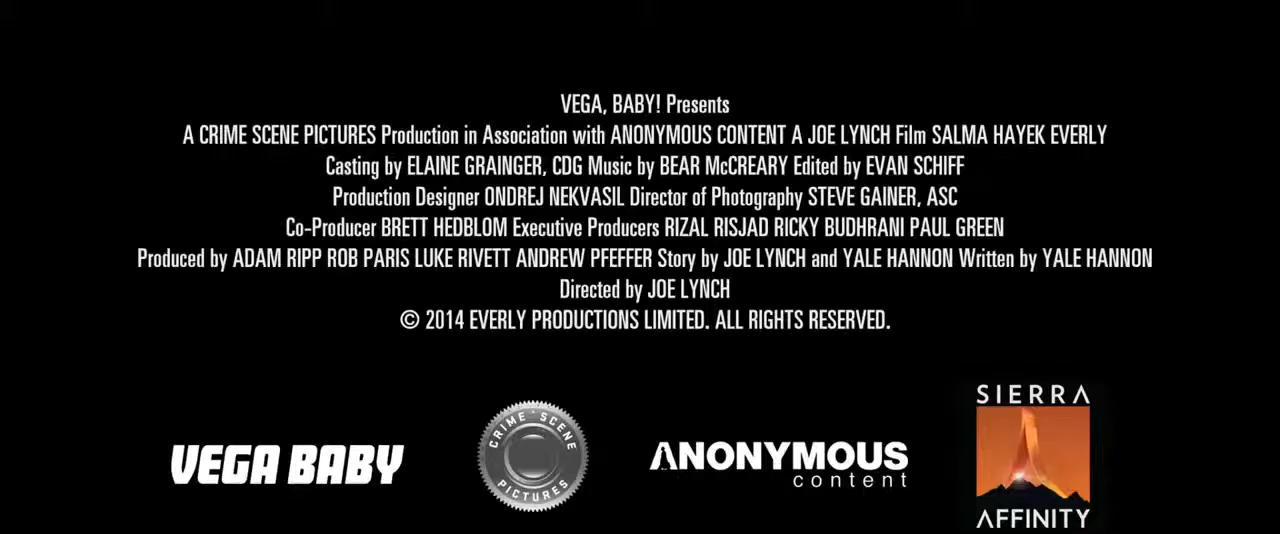 VEGA, BABY! Presents
A CRIME SCENE PICTURES Production in Association with ANONYMOUS CONTENT A JOE LYNCH Film SALMA HAYEK EVERLY
Casting by ELAINE GRAINGER, CDG Music by BEAR McCREARY Edited by EVAN SCHIFF
Production Designer ONDREJ NEKVASIL Director of Photography STEVE GAINER, ASC
Co-Producer BRETT HEDBLOM Executive Producers RIZAL RISJAD RICKY BUDHRANI PAUL GREEN
Produced by ADAM RIPP ROB PARIS LUKE RIVETT ANDREW PFEFFER Story by JOE LYNCH and YALE HANNON Written by YALE HANNON
Directed by JOE LYNCH
© 2014 EVERLY PRODUCTIONS LIMITED. ALL RIGHTS RESERVED.
VEGA BABY
CRIME SCENE
PICTURES
ANONYMOUS
content
SIERRA
AFFINITY